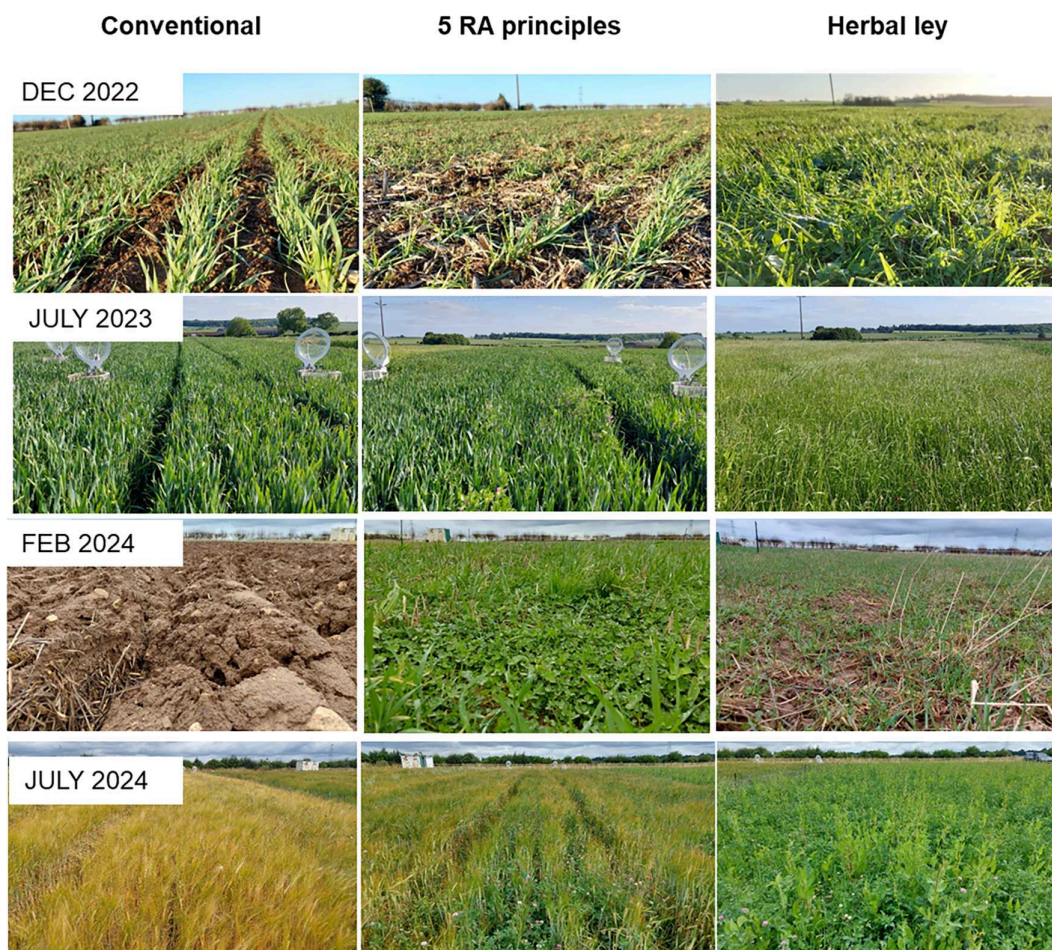 Conventional
5 RA principles
Herbal ley
DEC 2022
JULY 2023
FEB 2024
JULY 2024